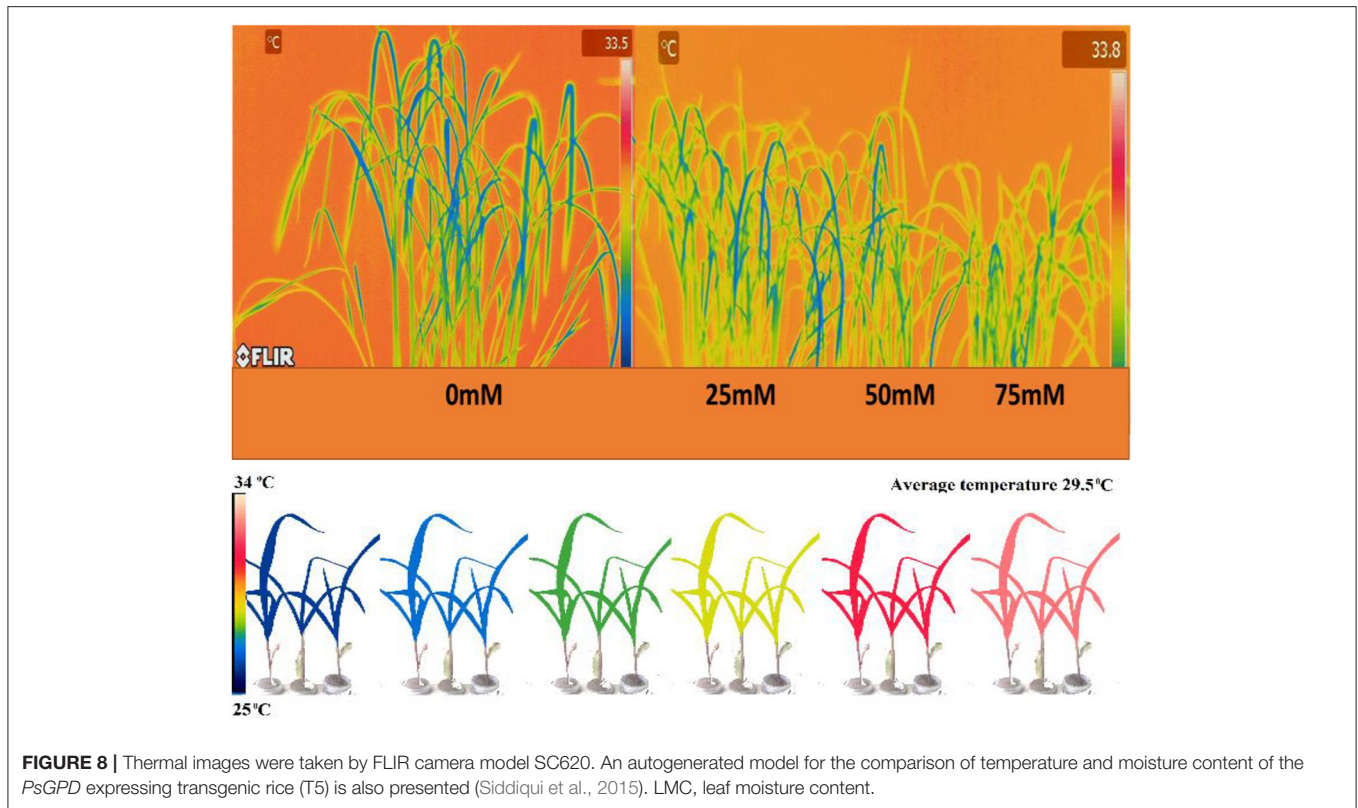 °C
33.5
°C
33.8
FLIR
0mM
25mM
50mM
75mM
34 °C
Average temperature 29.5°C
25°C
FIGURE 8 | Thermal images were taken by FLIR camera model SC620. An autogenerated model for the comparison of temperature and moisture content of the
PsGPD expressing transgenic rice (T5) is also presented (Siddiqui et al., 2015). LMC, leaf moisture content.